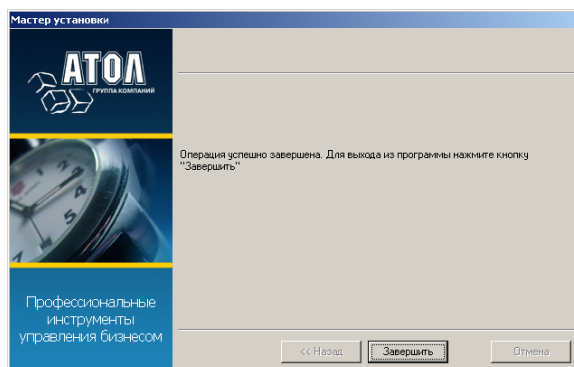 Мастер установки
АТОЛ
ГРУППА КОМПАНИЙ
Операция успешно завершена. Для выхода из программы нажмите кнопку
"Завершить"
Профессиональные
инструменты
управления бизнесом
<< Назад
Завершить
Отмена